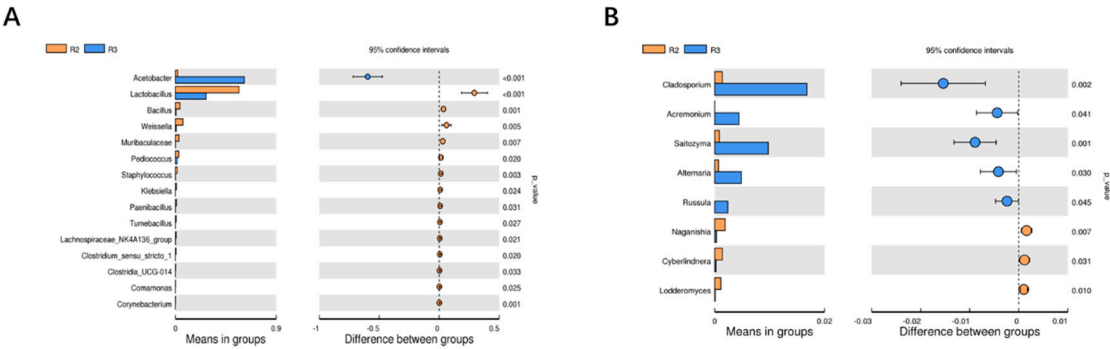 A
R2 R3
95% confidence intervals
Acetobacter <0.001
Lactobacillus <0.001
Bacillus 0.001
Weissella 0.005
Muribaculaceae 0.007
Pediococcus 0.020
Staphylococcus 0.003
Klebsiella 0.024
Paenibacillus 0.031
Tumebacillus 0.027
Lachnospiraceae_NK4A136_group 0.021
Clostridium_sensu_stricto_1 0.020
Clostridia_UCG-014 0.033
Comamonas 0.025
Corynebacterium 0.001
p_value
0 0.9 -1 -0.5 0 0.5
Means in groups Difference between groups
B
R2 R3
95% confidence intervals
Cladosporium 0.002
Acremonium 0.041
Saitozyma 0.001
Alternaria 0.030
Russula 0.045
Naganishia 0.007
Cyberlindnera 0.031
Lodderomyces 0.010
p_value
0 0.02 -0.03 -0.02 -0.01 0 0.01
Means in groups Difference between groups